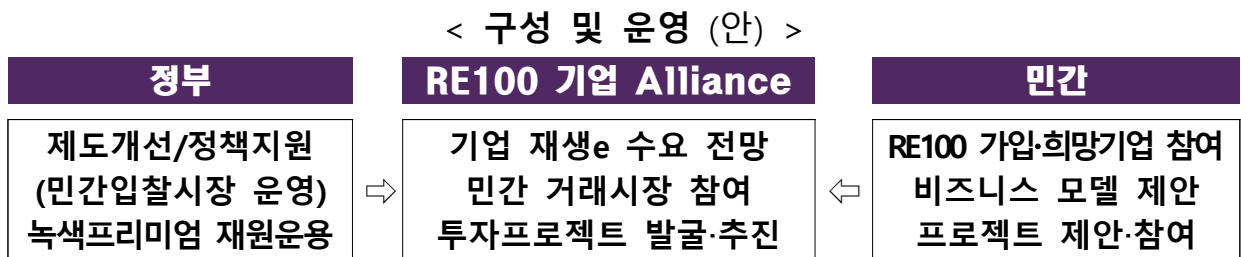 < 구성 및 운영 (안) >
정부
제도개선/정책지원
(민간입찰시장 운영)
녹색프리미엄 재원운용
⇨
RE100 기업 Alliance
기업 재생e 수요 전망
민간 거래시장 참여
투자프로젝트 발굴·추진
⇦
민간
RE100 가입·희망기업 참여
비즈니스 모델 제안
프로젝트 제안·참여